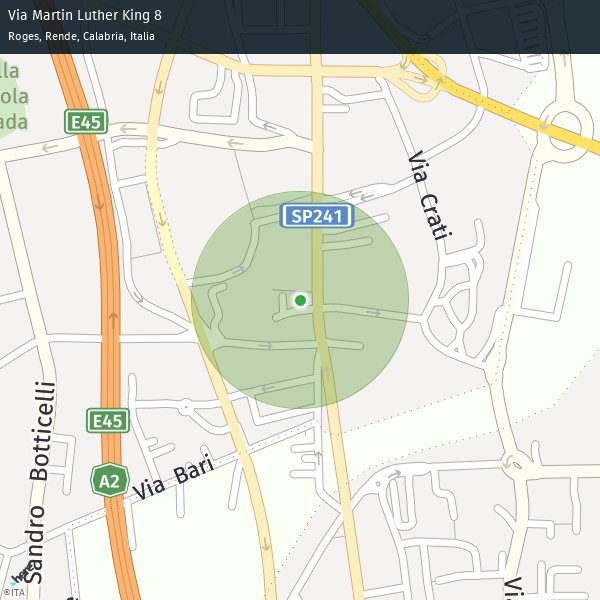 Via Martin Luther King 8
Roges, Rende, Calabria, Italia
lla
ola
ada
E45
Via Crati
SP241
E45
Sandro Botticelli
A2
Via Bari
here
©ITA